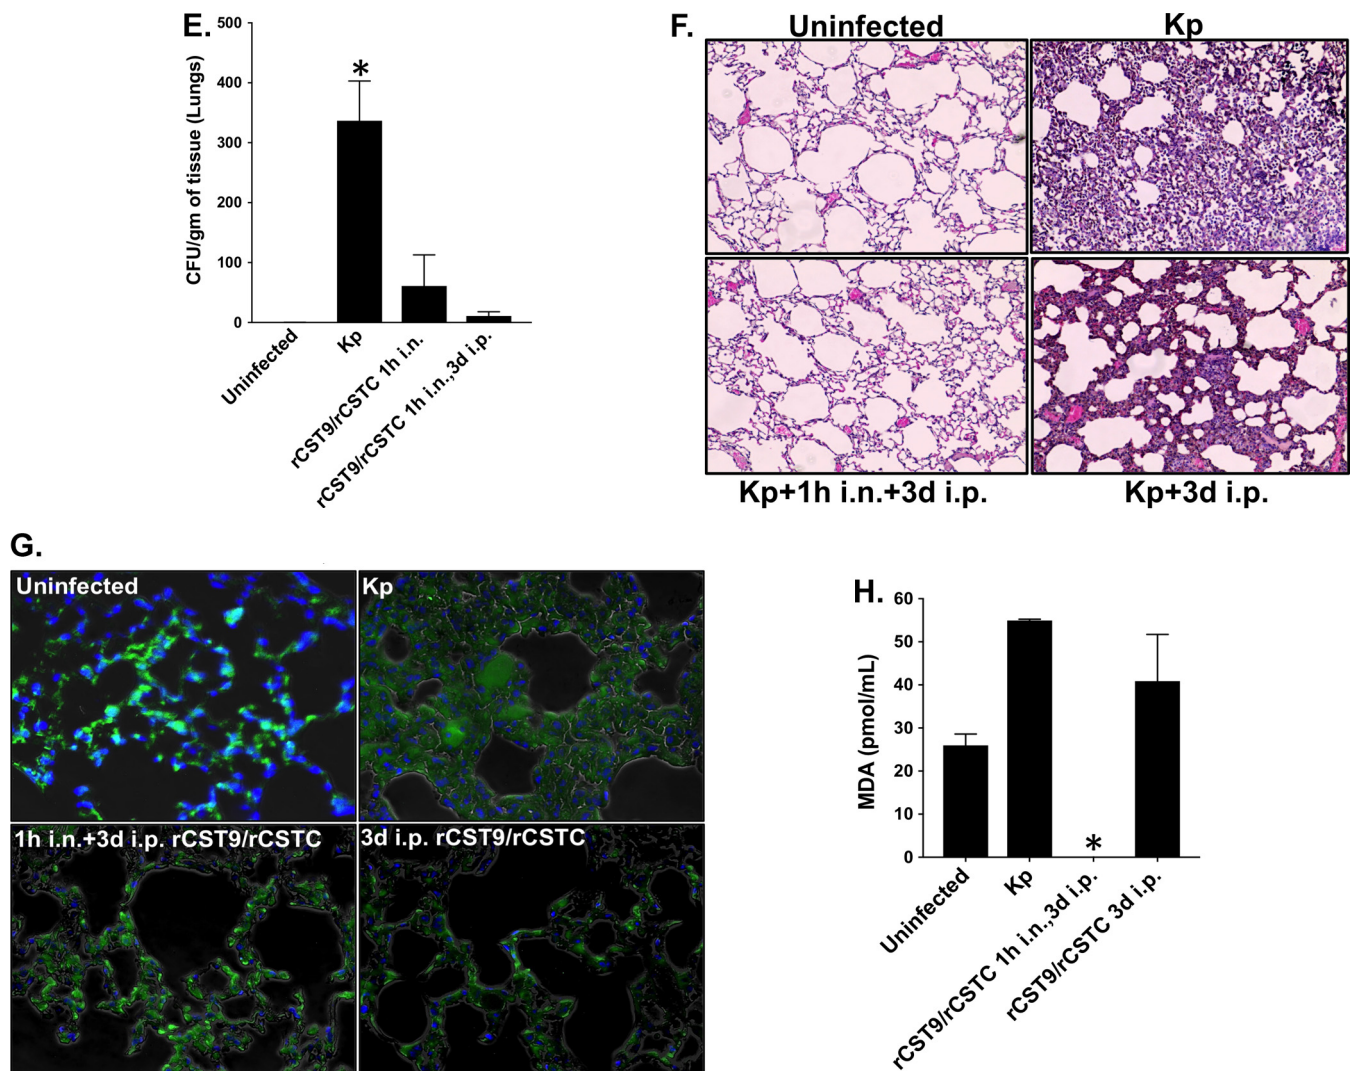 E.
500
400
300
200
100
0
CFU/gm of tissue (Lungs)
*
Uninfected
Kp
rCST9/rCSTC 1h i.n.
rCST9/rCSTC 1h i.n.,3d i.p.
F.
Uninfected
Kp
Kp+1h i.n.+3d i.p.
Kp+3d i.p.
G.
Uninfected
Kp
1h i.n.+3d i.p. rCST9/rCSTC
3d i.p. rCST9/rCSTC
H.
60
50
40
30
20
10
0
MDA (pmol/mL)
*
Uninfected
Kp
rCST9/rCSTC 1h i.n.,3d i.p.
rCST9/rCSTC 3d i.p.